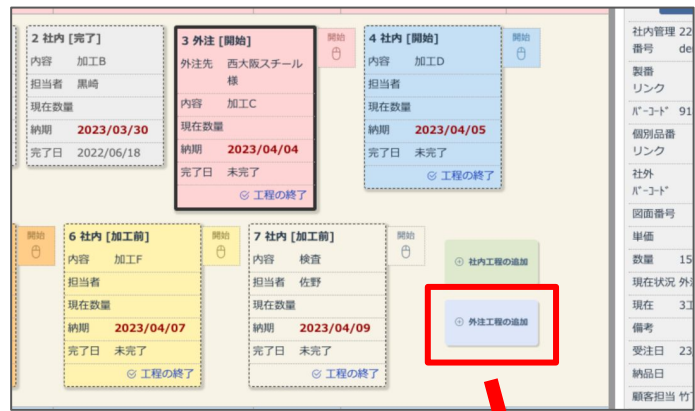 2 社内 [完了]
内容 加工B
担当者 黒崎
現在数量
納期 2023/03/30
完了日 2022/06/18
3 外注 [開始]
外注先 西大阪スチール
様
内容 加工C
現在数量
納期 2023/04/04
完了日 未完了
工程の終了
開始
4 社内 [開始]
内容 加工D
担当者
現在数量
納期 2023/04/05
完了日 未完了
工程の終了
開始
開始
6 社内 [加工前]
内容 加工F
担当者
現在数量
納期 2023/04/07
完了日 未完了
工程の終了
開始
7 社内 [加工前]
内容 検査
担当者 佐野
現在数量
納期 2023/04/09
完了日 未完了
工程の終了
開始
社内工程の追加
外注工程の追加
社内管理 22
番号 de
製番
リンク
バーコード 91
個別品番
リンク
社外
バーコード
図面番号
単価
数量 15
現在状況 外
現在 3工
備考
受注日 23
納品日
顧客担当 竹